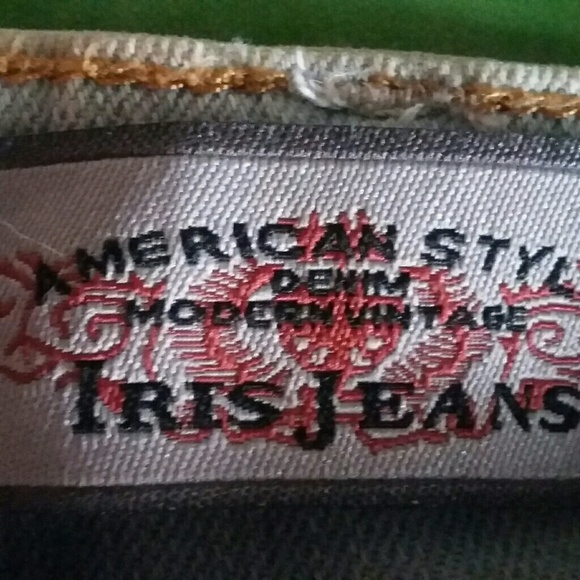 AMERICAN STYL
DENIM
MODERN VINTAGE
IRIS JEANS